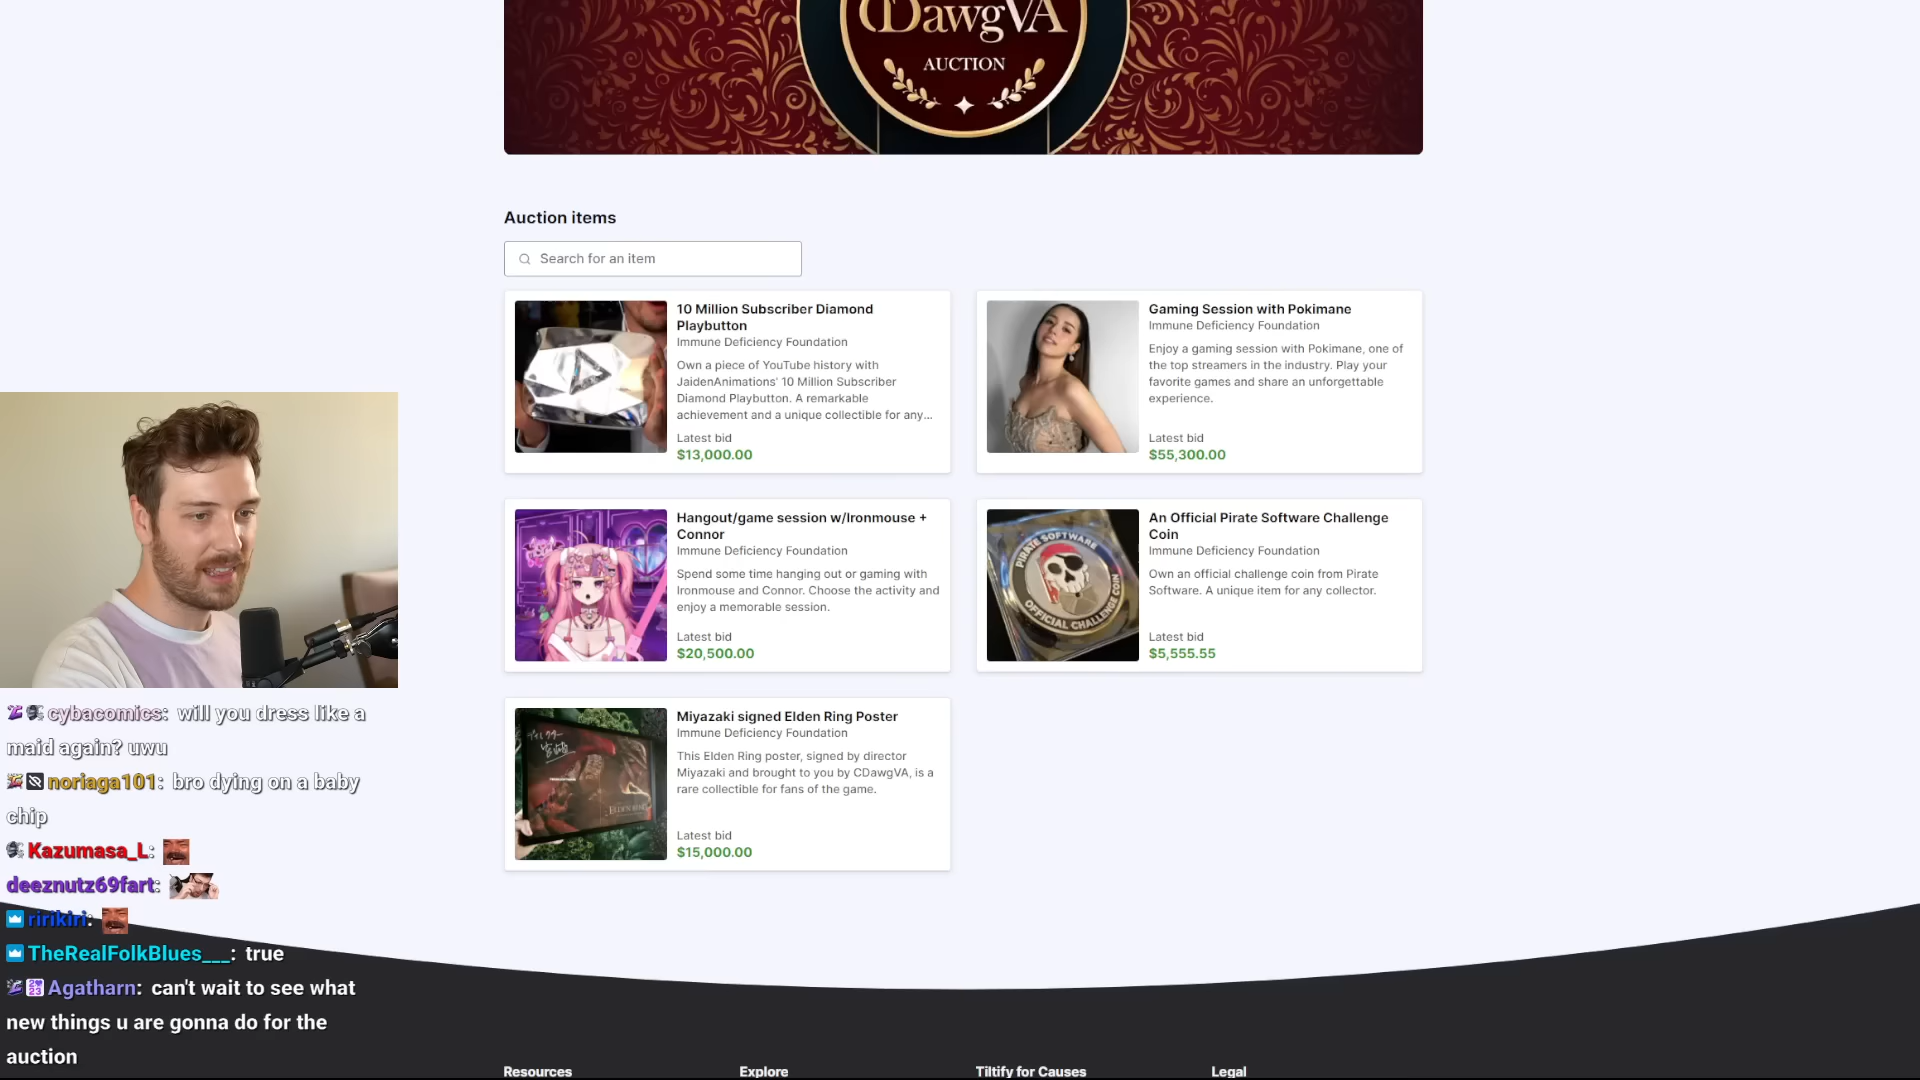 CDawgVA
AUCTION
Auction items
Search for an item
10 Million Subscriber Diamond
Playbutton
Immune Deficiency Foundation
Own a piece of YouTube history with
JaidenAnimations' 10 Million Subscriber
Diamond Playbutton. A remarkable
achievement and a unique collectible for any...
Latest bid
$13,000.00
Gaming Session with Pokimane
Immune Deficiency Foundation
Enjoy a gaming session with Pokimane, one of
the top streamers in the industry. Play your
favorite games and share an unforgettable
experience.
Latest bid
$55,300.00
Hangout/game session w/Ironmouse +
Connor
Immune Deficiency Foundation
Spend some time hanging out or gaming with
Ironmouse and Connor. Choose the activity and
enjoy a memorable session.
Latest bid
$20,500.00
PIRATE SOFTWARE
OFFICIAL CHALLENGE COIN
An Official Pirate Software Challenge
Coin
Immune Deficiency Foundation
Own an official challenge coin from Pirate
Software. A unique item for any collector.
Latest bid
$5,555.55
ELDEN RING
Miyazaki signed Elden Ring Poster
Immune Deficiency Foundation
This Elden Ring poster, signed by director
Miyazaki and brought to you by CDawgVA, is a
rare collectible for fans of the game.
Latest bid
$15,000.00
cybacomics: will you dress like a
maid again? uwu
noriaga101: bro dying on a baby
chip
Kazumasa_L:
deeznutz69fart:
ririkiri:
TheRealFolkBlues___: true
Agatharn: can't wait to see what
new things u are gonna do for the
auction
Resources
Explore
Tiltify for Causes
Legal